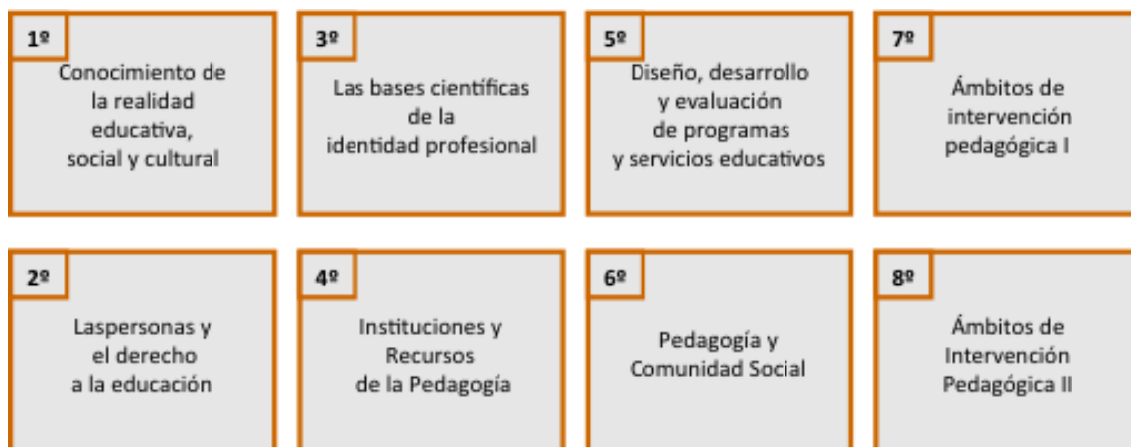 1º
Conocimiento de
la realidad
educativa,
social y cultural
3º
Las bases científicas
de la
identidad profesional
5º
Diseño, desarrollo
y evaluación
de programas
y servicios educativos
7º
Ámbitos de
intervención
pedagógica I
2º
Laspersonas y
el derecho
a la educación
4º
Instituciones y
Recursos
de la Pedagogía
6º
Pedagogía y
Comunidad Social
8º
Ámbitos de
Intervención
Pedagógica II